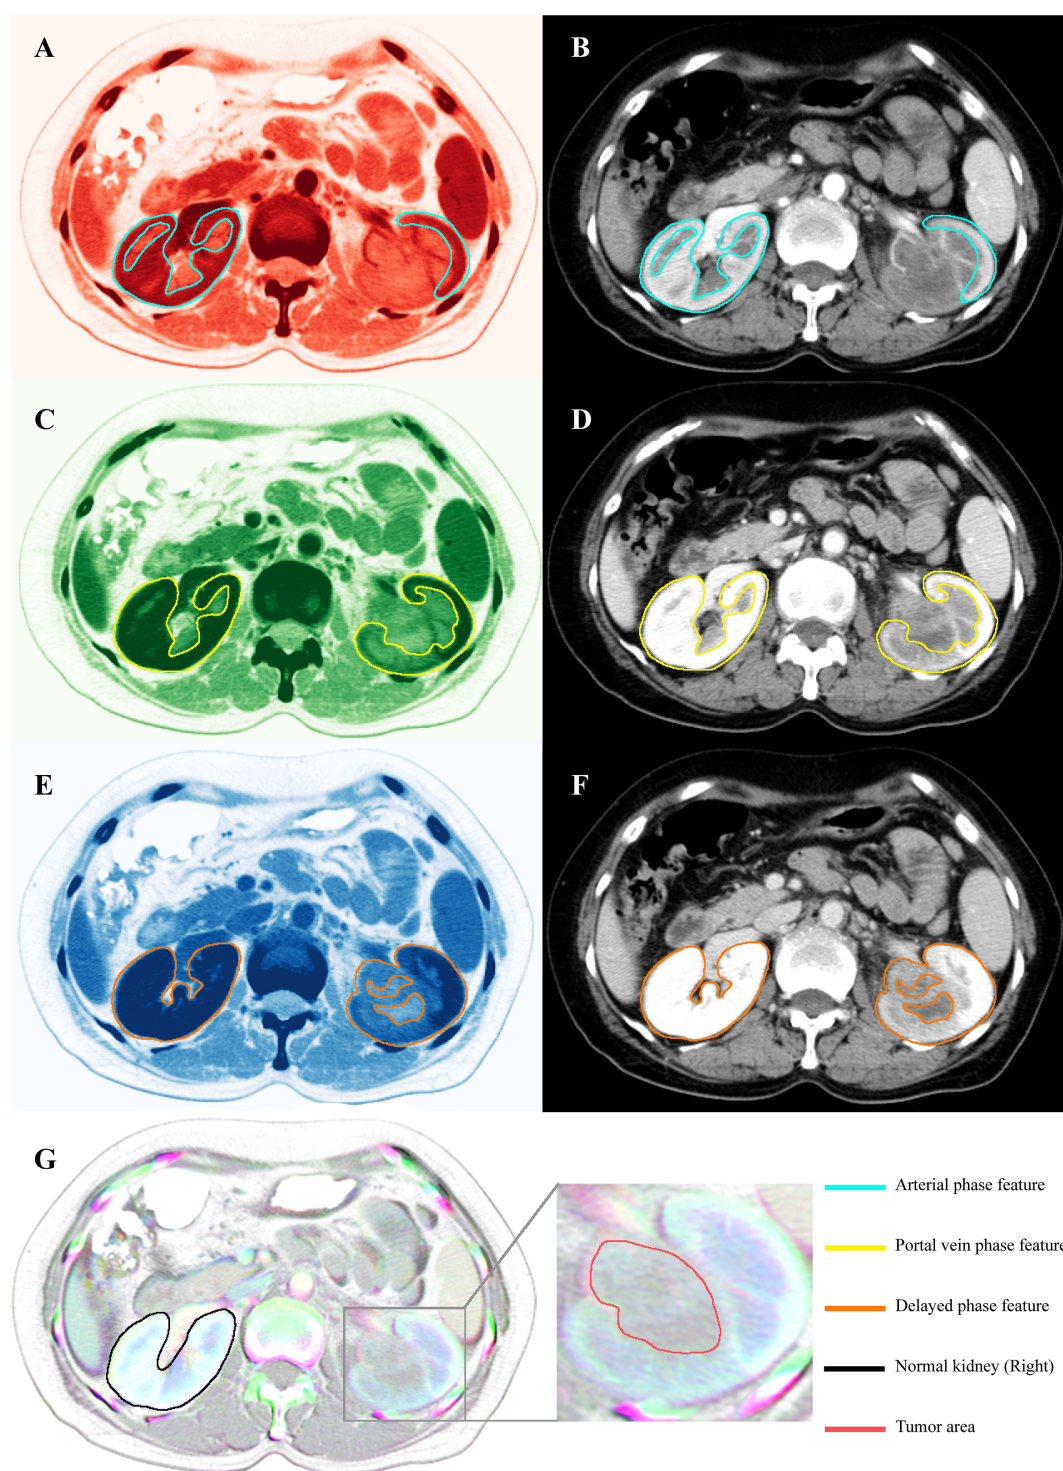 A
B
C
D
E
F
G
Arterial phase feature
Portal vein phase feature
Delayed phase feature
Normal kidney (Right)
Tumor area